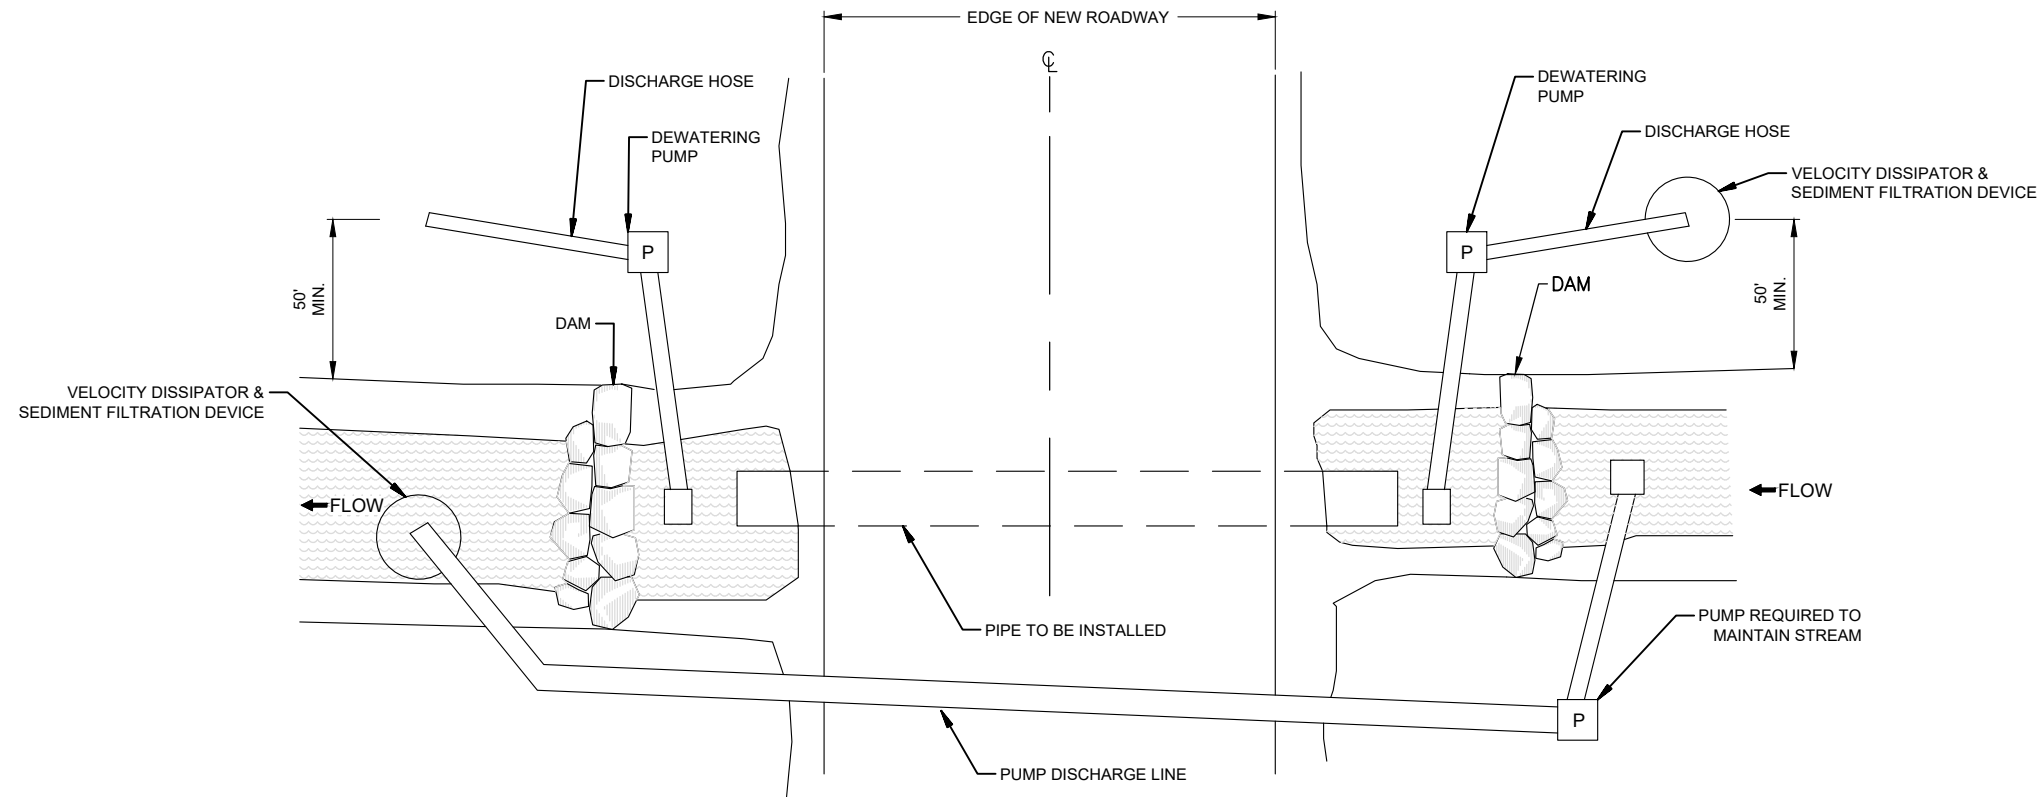 EDGE OF NEW ROADWAY
℄
DISCHARGE HOSE
DEWATERING
PUMP
P
50'
MIN.
DAM
VELOCITY DISSIPATOR &
SEDIMENT FILTRATION DEVICE
FLOW
DEWATERING
PUMP
DISCHARGE HOSE
VELOCITY DISSIPATOR &
SEDIMENT FILTRATION DEVICE
P
DAM
50'
MIN.
FLOW
PIPE TO BE INSTALLED
PUMP REQUIRED TO
MAINTAIN STREAM
P
PUMP DISCHARGE LINE